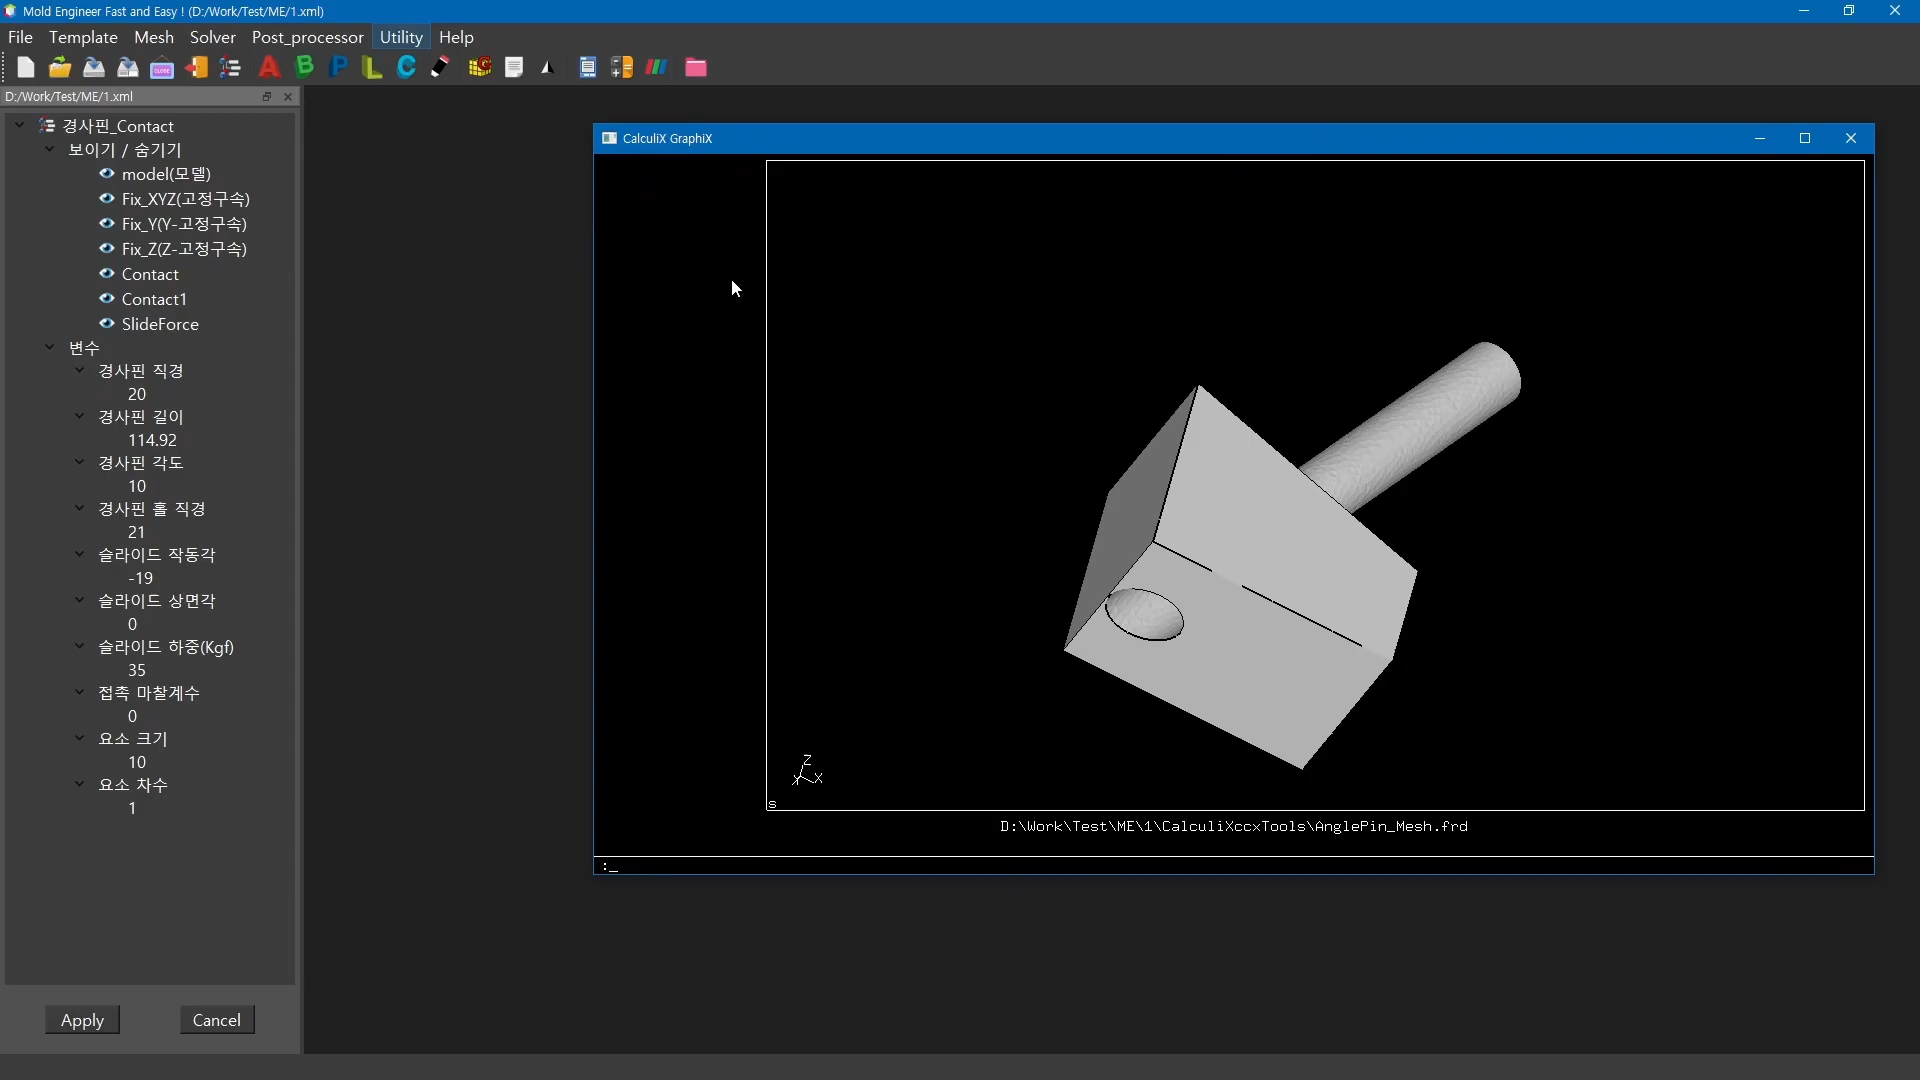 Mold Engineer Fast and Easy ! (D:/Work/Test/ME/1.xml)
File Template Mesh Solver Post_processor Utility Help
CLOSE A B P L C G
D:/Work/Test/ME/1.xml
경사핀_Contact
보이기 / 숨기기
model(모델)
Fix_XYZ(고정구속)
Fix_Y(Y-고정구속)
Fix_Z(Z-고정구속)
Contact
Contact1
SlideForce
변수
경사핀 직경
20
경사핀 길이
114.92
경사핀 각도
10
경사핀 홀 직경
21
슬라이드 작동각
-19
슬라이드 상면각
0
슬라이드 하중(Kgf)
35
접촉 마찰계수
0
요소 크기
10
요소 차수
1
Apply Cancel
CalculiX GraphiX
Z
Y X
s
D:\Work\Test\ME\1\CalculiXccxTools\AnglePin_Mesh.frd
:_